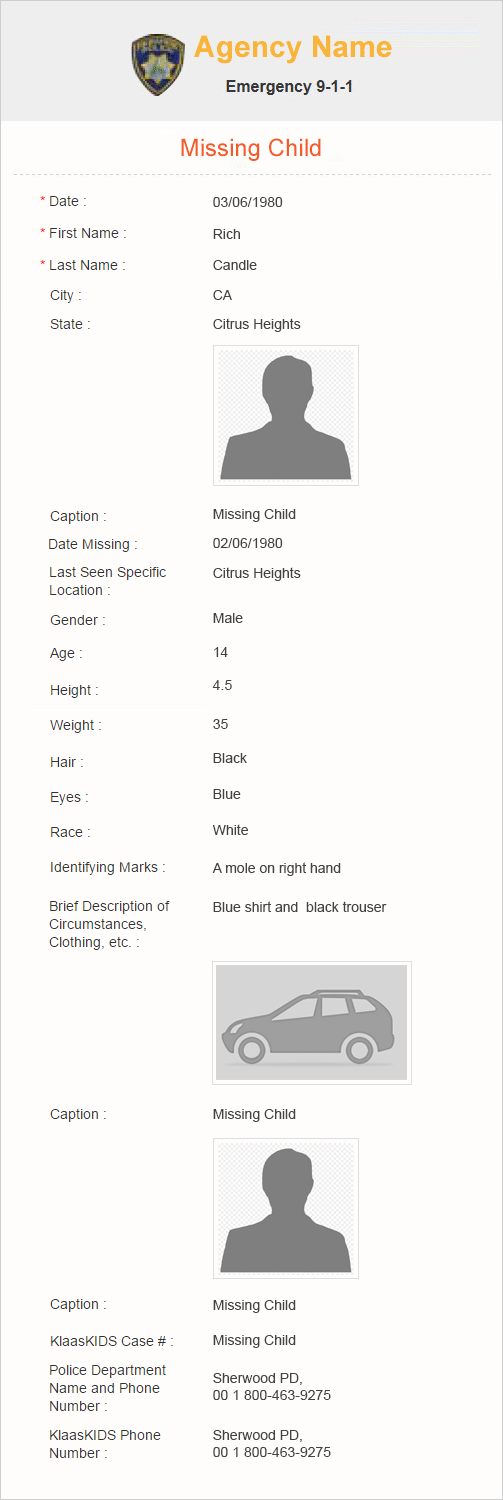 Agency Name
Emergency 9-1-1
Missing Child
* Date : 03/06/1980
* First Name : Rich
* Last Name : Candle
City : CA
State : Citrus Heights
Caption : Missing Child
Date Missing : 02/06/1980
Last Seen Specific Citrus Heights
Location :
Gender : Male
Age : 14
Height : 4.5
Weight : 35
Hair : Black
Eyes : Blue
Race : White
Identifying Marks : A mole on right hand
Brief Description of Blue shirt and  black trouser
Circumstances,
Clothing, etc. :
Caption : Missing Child
Caption : Missing Child
KlaasKIDS Case # : Missing Child
Police Department
Name and Phone Sherwood PD,
Number : 00 1 800-463-9275
KlaasKIDS Phone Sherwood PD,
Number : 00 1 800-463-9275